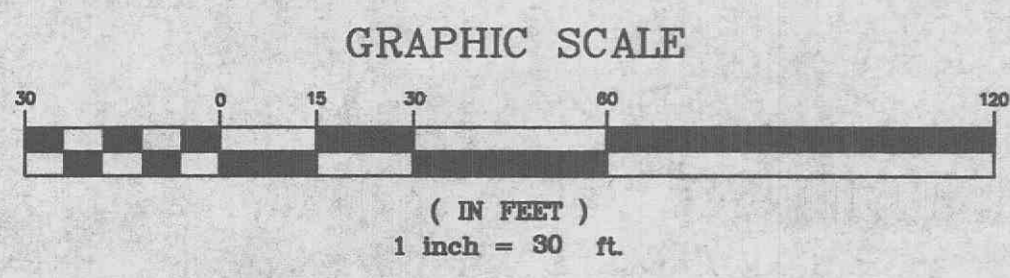 GRAPHIC SCALE
30 0 15 30 60 120
( IN FEET )
1 inch = 30 ft.